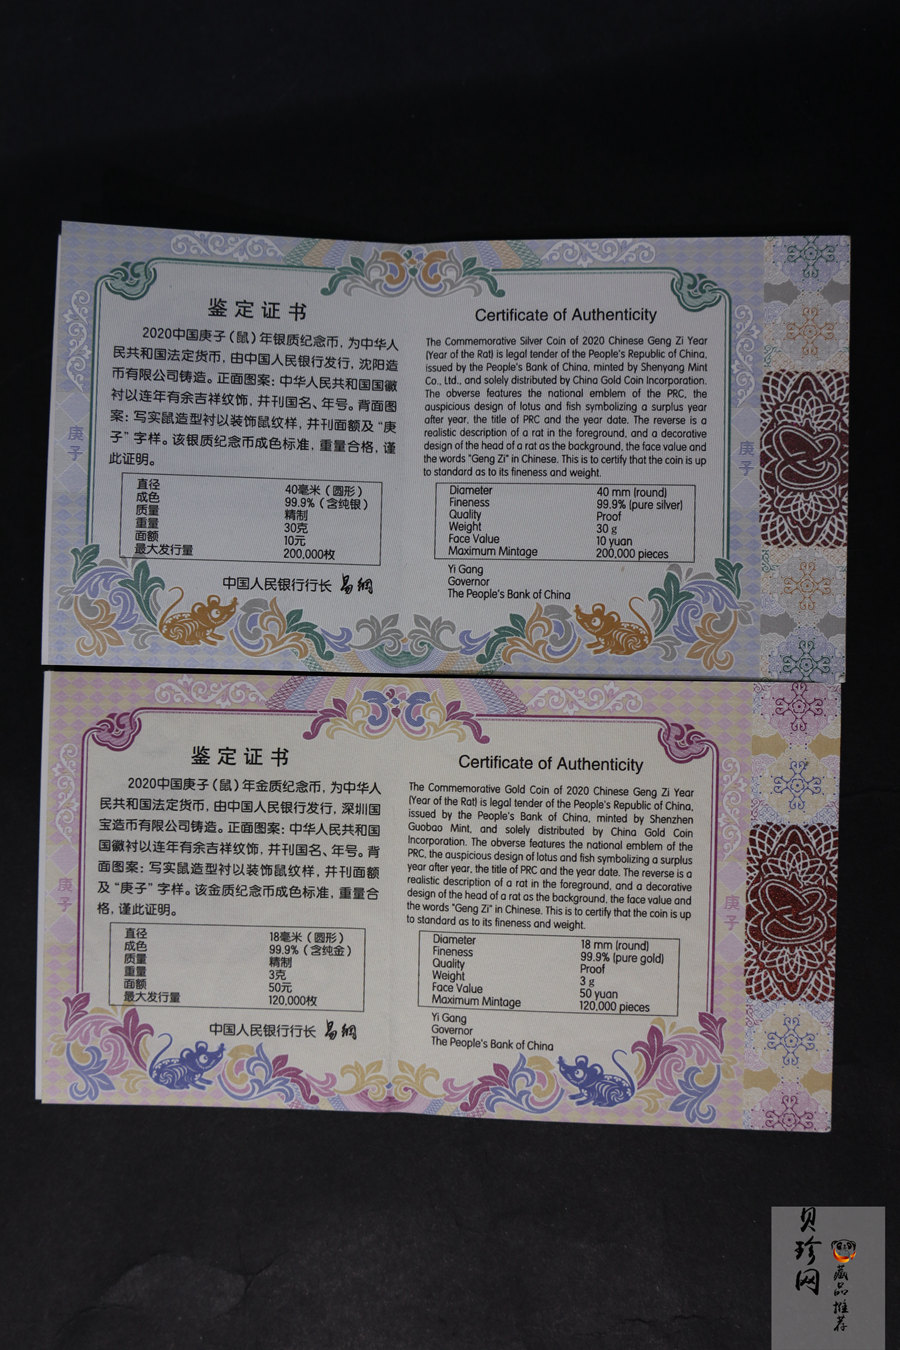 鉴定证书
2020中国庚子（鼠）年银质纪念币，为中华人
民共和国法定货币，由中国人民银行发行，沈阳造
币有限公司铸造。正面图案：中华人民共和国国徽
衬以连年有余吉祥纹饰，并刊国名、年号。背面图
案：写实鼠造型衬以装饰鼠纹样，并刊面额及“庚
子”字样。该银质纪念币成色标准，重量合格，谨
此证明。
直径 40毫米（圆形）
成色 99.9%（含纯银）
质量 精制
重量 30克
面额 10元
最大发行量 200,000枚
中国人民银行行长 易纲
庚子
Certificate of Authenticity
The Commemorative Silver Coin of 2020 Chinese Geng Zi Year
(Year of the Rat) is legal tender of the People's Republic of China,
issued by the People's Bank of China, minted by Shenyang Mint
Co., Ltd., and solely distributed by China Gold Coin Incorporation.
The obverse features the national emblem of the PRC, the
auspicious design of lotus and fish symbolizing a surplus year
after year, the title of PRC and the year date. The reverse is a
realistic description of a rat in the foreground, and a decorative
design of the head of a rat as the background, the face value and
the words "Geng Zi" in Chinese. This is to certify that the coin is up
to standard as to its fineness and weight.
Diameter 40 mm (round)
Fineness 99.9% (pure silver)
Quality Proof
Weight 30 g
Face Value 10 yuan
Maximum Mintage 200,000 pieces
Yi Gang
Governor
The People's Bank of China
庚子
鉴定证书
2020中国庚子（鼠）年金质纪念币，为中华人
民共和国法定货币，由中国人民银行发行，深圳国
宝造币有限公司铸造。正面图案：中华人民共和国
国徽衬以连年有余吉祥纹饰，并刊国名、年号。背
面图案：写实鼠造型衬以装饰鼠纹样，并刊面额
及“庚子”字样。该金质纪念币成色标准，重量合
格，谨此证明。
直径 18毫米（圆形）
成色 99.9%（含纯金）
质量 精制
重量 3克
面额 50元
最大发行量 120,000枚
中国人民银行行长 易纲
庚子
Certificate of Authenticity
The Commemorative Gold Coin of 2020 Chinese Geng Zi Year
(Year of the Rat) is legal tender of the People's Republic of China,
issued by the People's Bank of China, minted by Shenzhen
Guobao Mint, and solely distributed by China Gold Coin
Incorporation. The obverse features the national emblem of the
PRC, the auspicious design of lotus and fish symbolizing a surplus
year after year, the title of PRC and the year date. The reverse is a
realistic description of a rat in the foreground, and a decorative
design of the head of a rat as the background, the face value and
the words "Geng Zi" in Chinese. This is to certify that the coin is up
to standard as to its fineness and weight.
Diameter 18 mm (round)
Fineness 99.9% (pure gold)
Quality Proof
Weight 3 g
Face Value 50 yuan
Maximum Mintage 120,000 pieces
Yi Gang
Governor
The People's Bank of China
庚子
贝珍网
藏品推荐